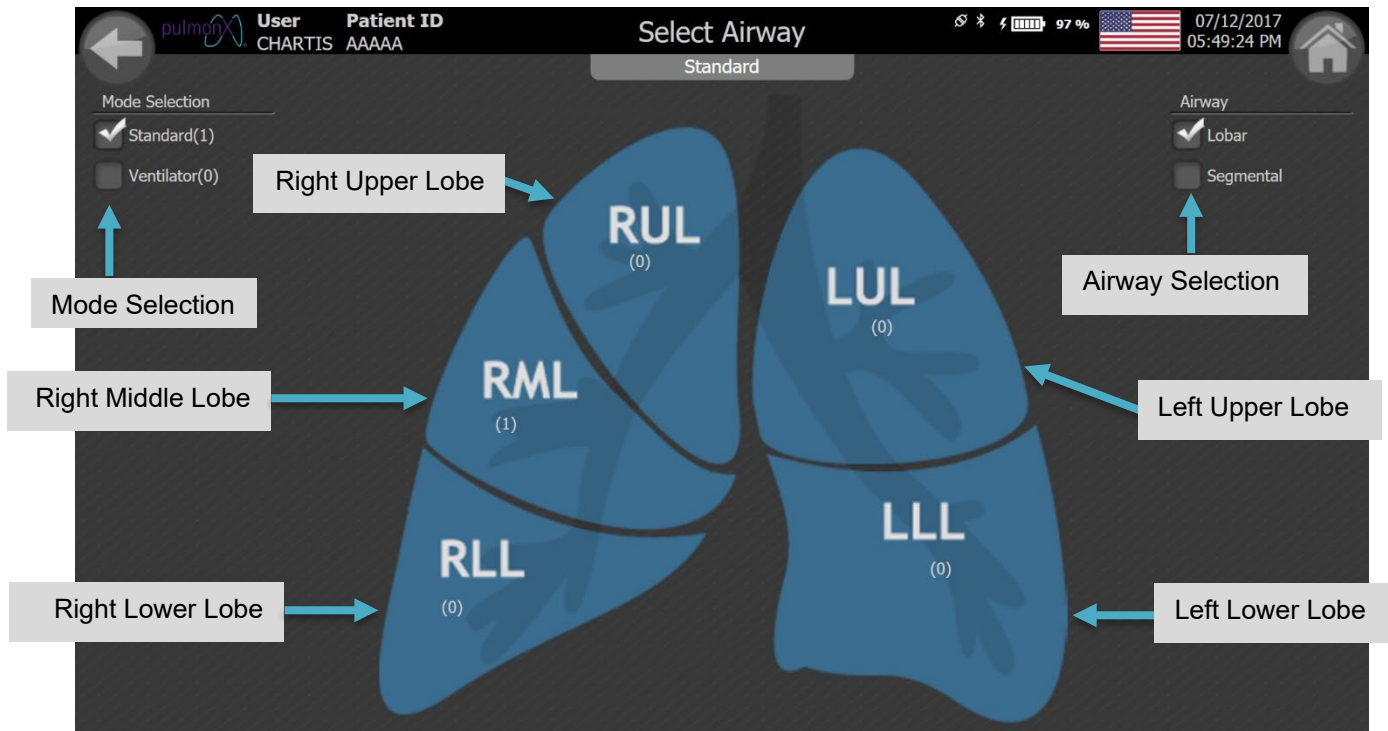 pulmonX
User
CHARTIS
Patient ID
AAAAA
Select Airway
97 %
07/12/2017
05:49:24 PM
Standard
Mode Selection
Standard(1)
Ventilator(0)
Airway
Lobar
Segmental
Right Upper Lobe
Mode Selection
Airway Selection
RUL
(0)
LUL
(0)
Right Middle Lobe
RML
(1)
Left Upper Lobe
RLL
(0)
LLL
(0)
Right Lower Lobe
Left Lower Lobe